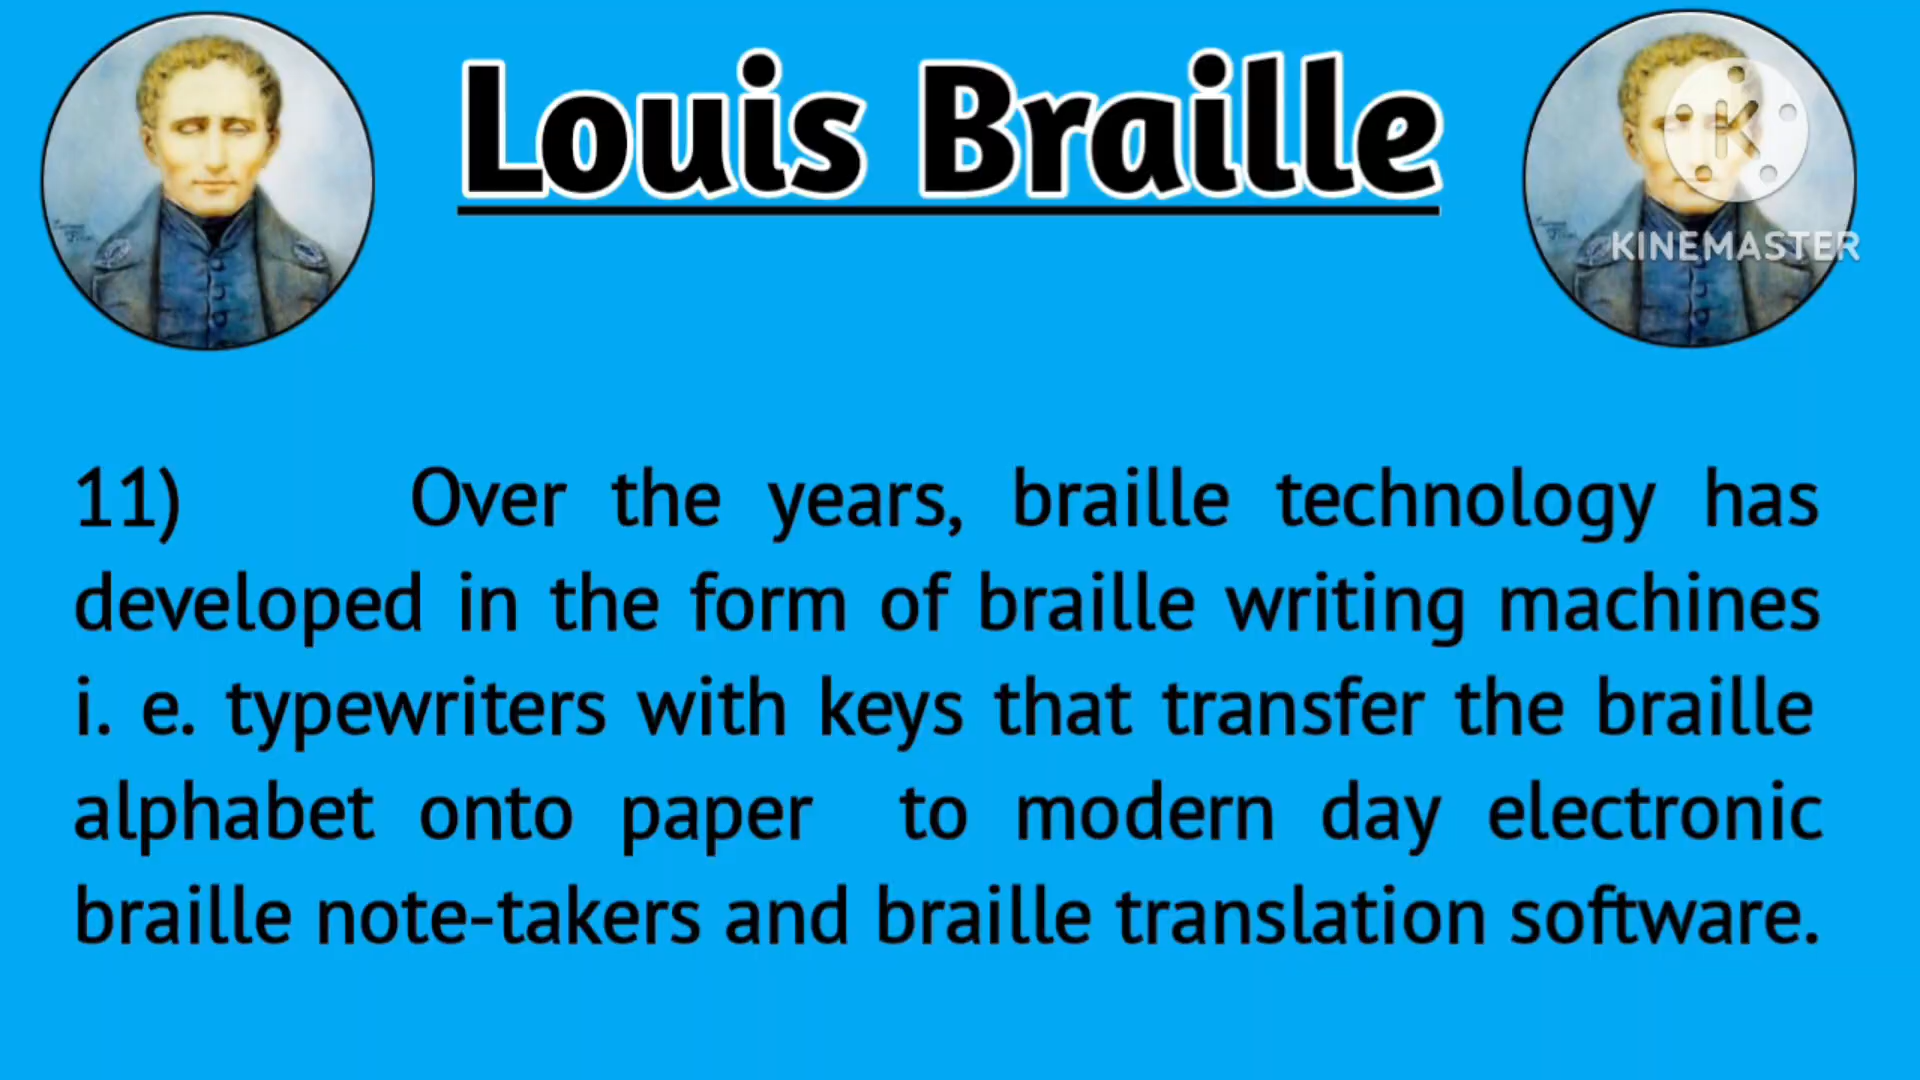 Louis Braille
K
KINEMASTER
11) Over the years, braille technology has
developed in the form of braille writing machines
i. e. typewriters with keys that transfer the braille
alphabet onto paper to modern day electronic
braille note-takers and braille translation software.